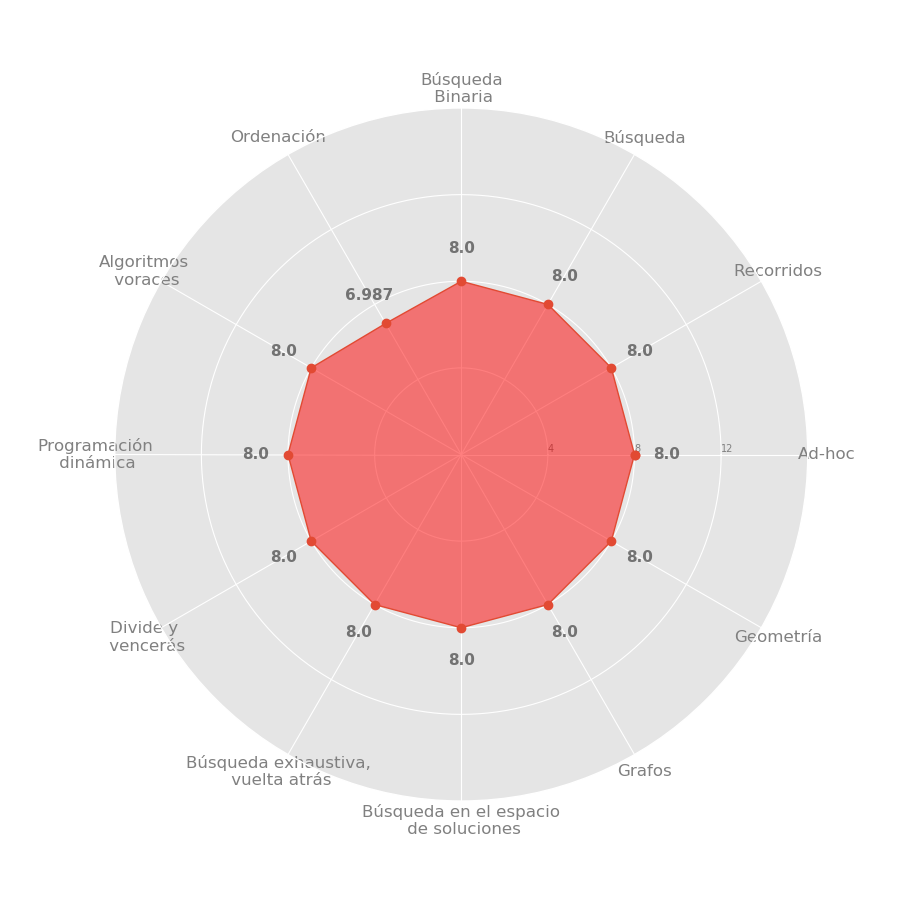 Búsqueda
Binaria
Ordenación
Búsqueda
8.0
Algoritmos
voraces
Recorridos
8.0
6.987
8.0
8.0
Programación
dinámica
8.0
4
8
12
8.0
Ad-hoc
8.0
8.0
Divide y
vencerás
Geometría
8.0
8.0
8.0
Búsqueda exhaustiva,
vuelta atrás
Grafos
Búsqueda en el espacio
de soluciones